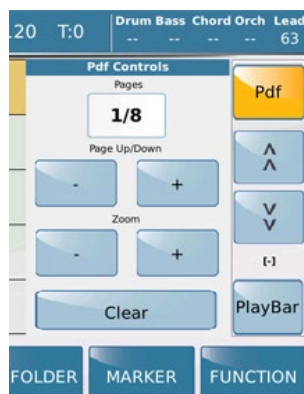 Drum Bass Chord Orch Lead
.20 T:0 -- -- -- -- 63
Pdf Controls
Pages
1/8
Pdf
Page Up/Down
- +
Zoom
- +
[-]
Clear
PlayBar
FOLDER MARKER FUNCTION